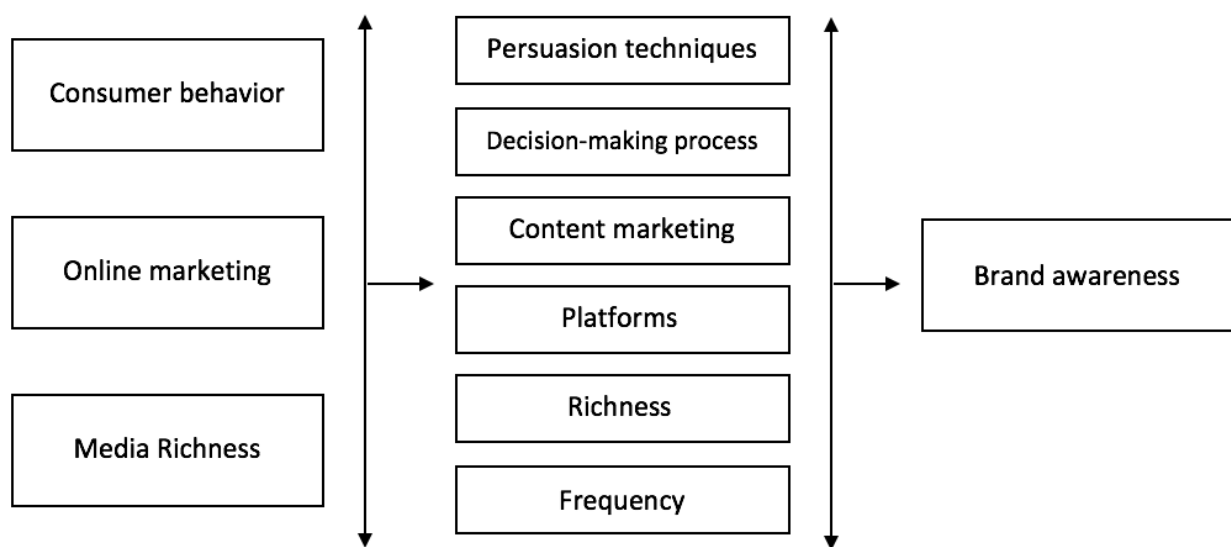 Consumer behavior
Online marketing
Media Richness
Persuasion techniques
Decision-making process
Content marketing
Platforms
Richness
Frequency
Brand awareness